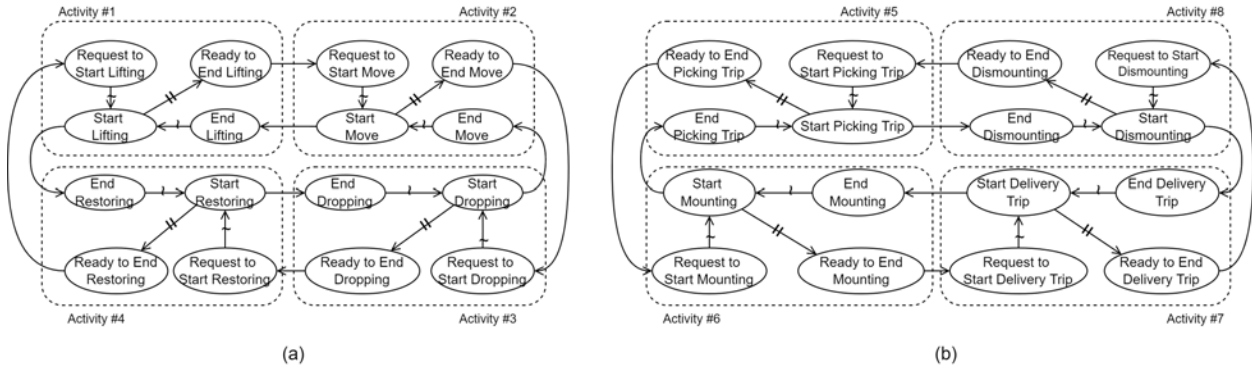 Activity #1
Activity #2
Request to
Start Lifting
Ready to
End Lifting
Request to
Start Move
Ready to
End Move
Start
Lifting
End
Lifting
Start
Move
End
Move
End
Restoring
Start
Restoring
End
Dropping
Start
Dropping
Ready to End
Restoring
Request to
Start Restoring
Ready to End
Dropping
Request to
Start Dropping
Activity #4
Activity #3
(a)
Activity #5
Activity #8
Ready to End
Picking Trip
Request to
Start Picking Trip
Ready to End
Dismounting
Request to Start
Dismounting
End
Picking Trip
Start Picking Trip
End
Dismounting
Start
Dismounting
Start
Mounting
End
Mounting
Start Delivery
Trip
End Delivery
Trip
Request to
Start Mounting
Ready to End
Mounting
Request to
Start Delivery Trip
Ready to End
Delivery Trip
Activity #6
Activity #7
(b)